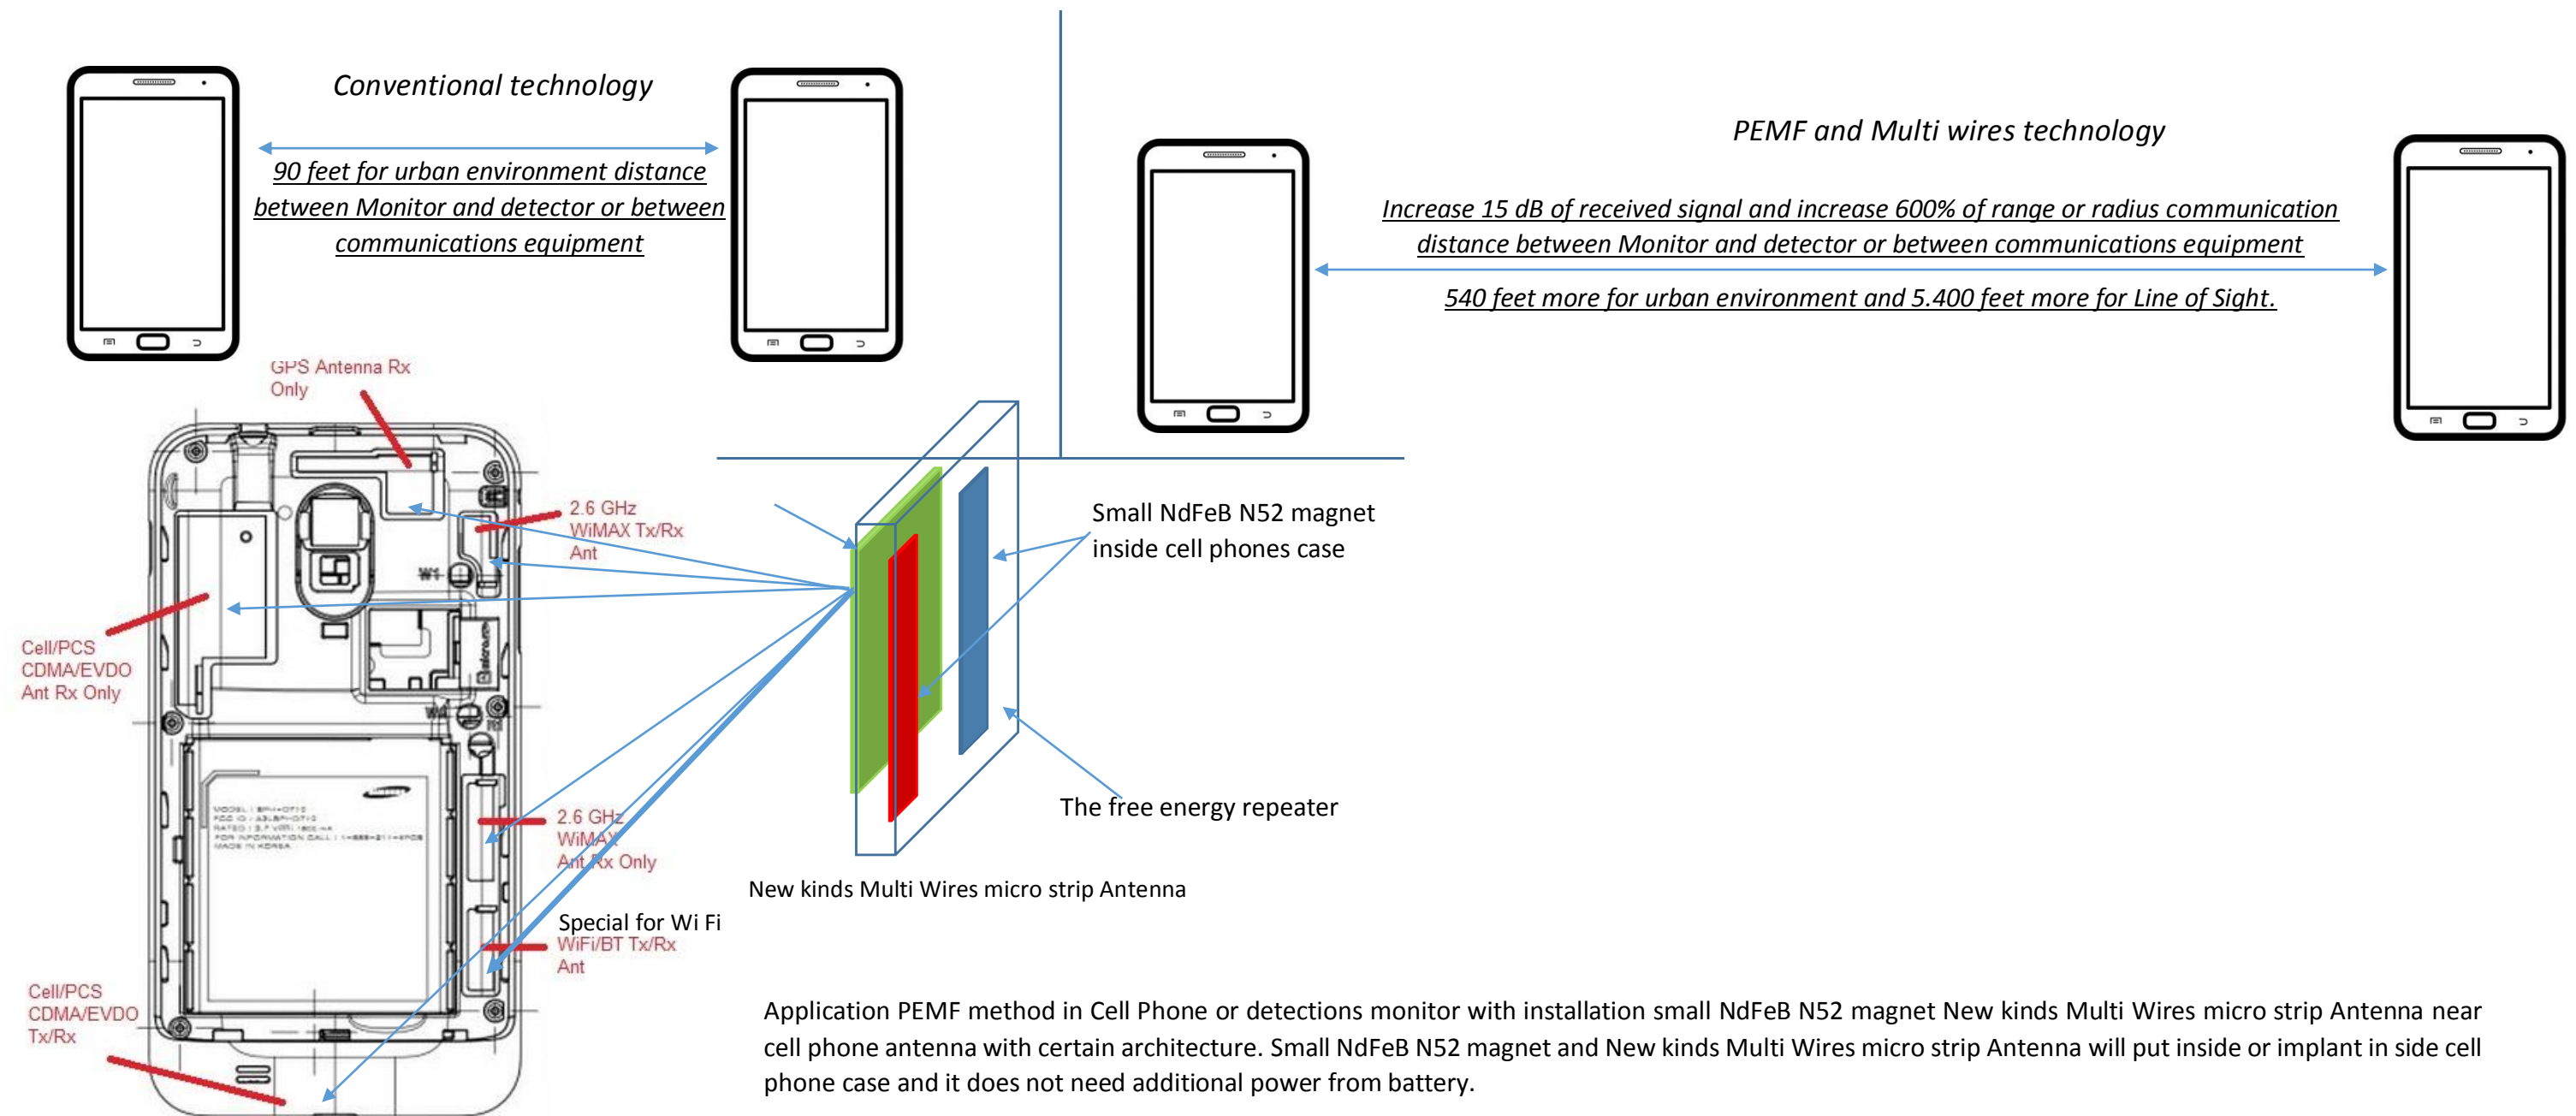 Conventional technology
90 feet for urban environment distance
between Monitor and detector or between
communications equipment
PEMF and Multi wires technology
Increase 15 dB of received signal and increase 600% of range or radius communication
distance between Monitor and detector or between communications equipment
540 feet more for urban environment and 5.400 feet more for Line of Sight.
GPS Antenna Rx
Only
2.6 GHz
WiMAX Tx/Rx
Ant
Cell/PCS
CDMA/EVDO
Ant Rx Only
Small NdFeB N52 magnet
inside cell phones case
The free energy repeater
2.6 GHz
WiMAX
Ant Rx Only
New kinds Multi Wires micro strip Antenna
Special for Wi Fi
WiFi/BT Tx/Rx
Ant
Cell/PCS
CDMA/EVDO
Tx/Rx
MADE IN KOREA
Application PEMF method in Cell Phone or detections monitor with installation small NdFeB N52 magnet New kinds Multi Wires micro strip Antenna near
cell phone antenna with certain architecture. Small NdFeB N52 magnet and New kinds Multi Wires micro strip Antenna will put inside or implant in side cell
phone case and it does not need additional power from battery.